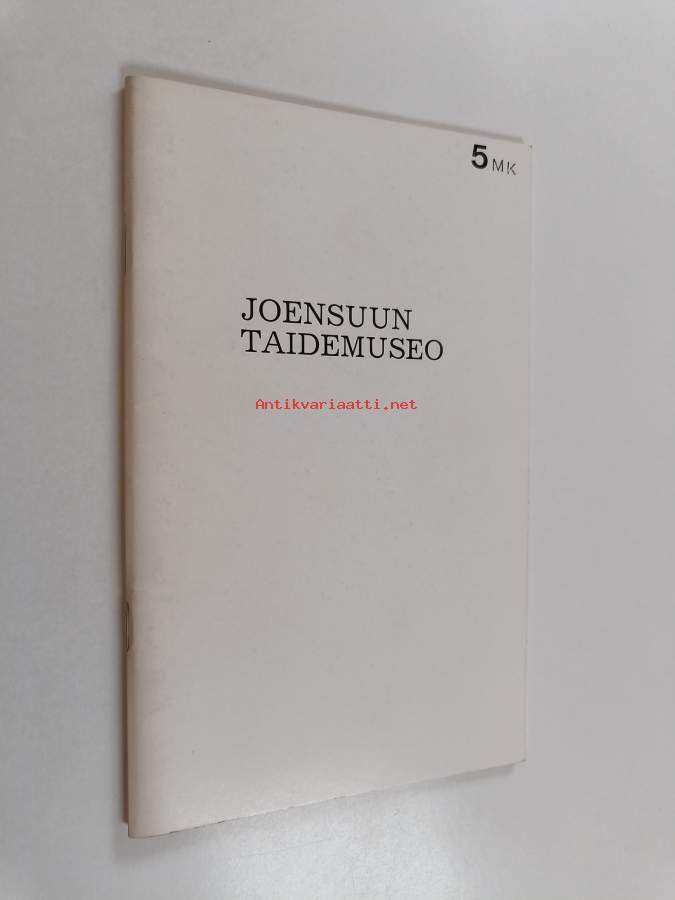 5 MK
JOENSUUN
TAIDEMUSEO
Antikvariaatti.net